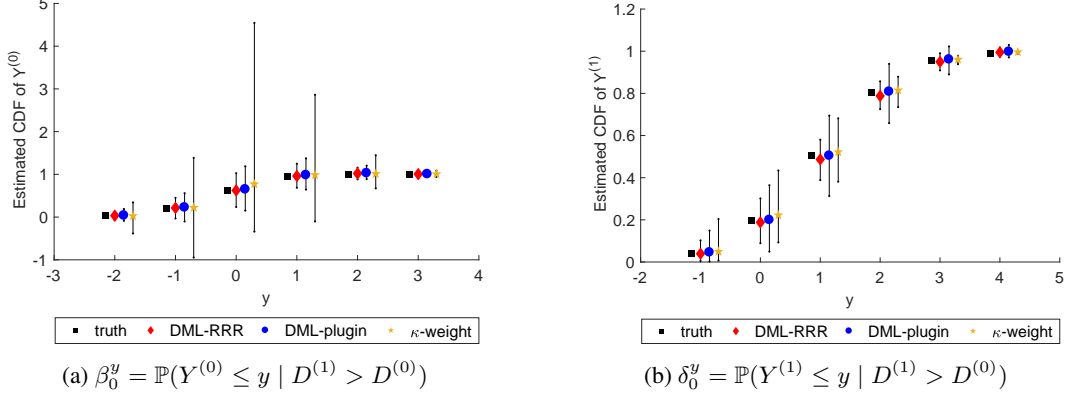 5
4
3
2
1
0
-1
Estimated CDF of Y(0)
-3 -2 -1 0 1 2 3 4
y
truth DML-RRR DML-plugin κ-weight
(a) β₀ʸ = ℙ(Y⁽⁰⁾ ≤ y | D⁽¹⁾ > D⁽⁰⁾)
1.2
1
0.8
0.6
0.4
0.2
0
Estimated CDF of Y(1)
-2 -1 0 1 2 3 4 5
y
truth DML-RRR DML-plugin κ-weight
(b) δ₀ʸ = ℙ(Y⁽¹⁾ ≤ y | D⁽¹⁾ > D⁽⁰⁾)